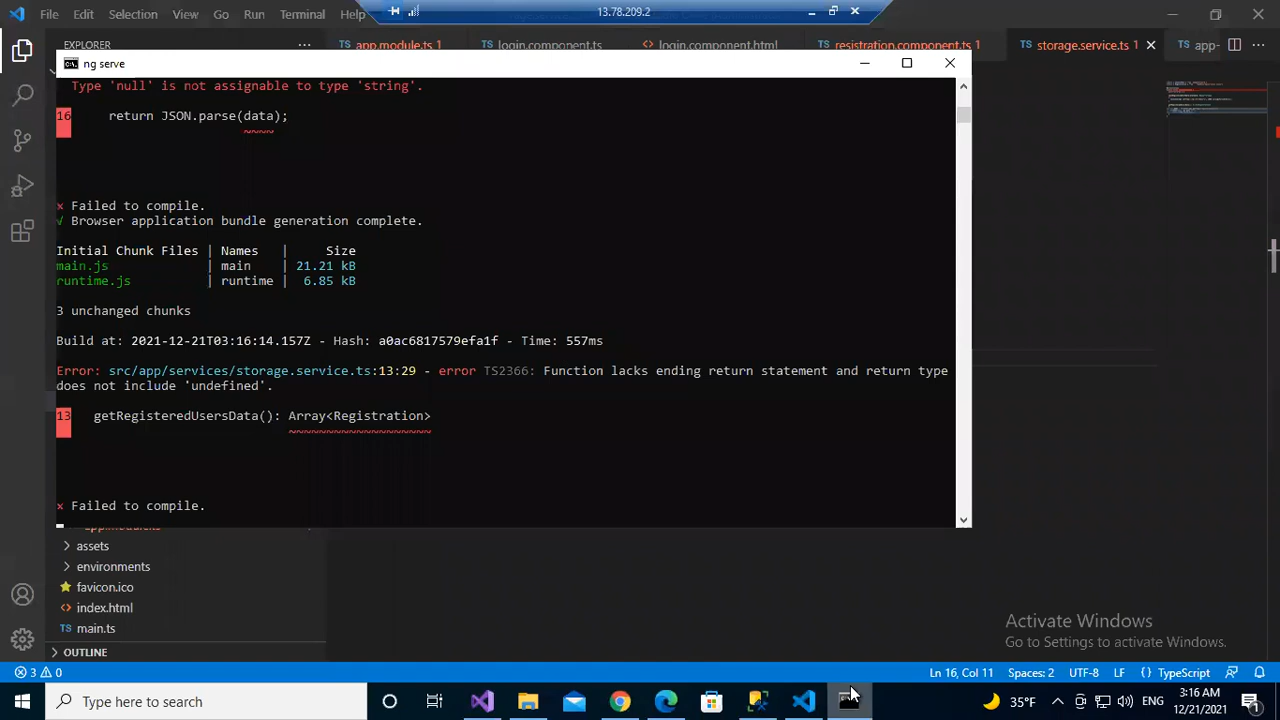 File Edit Selection View Go Run Terminal Help
13.78.209.2
EXPLORER
app.module.ts 1
login.component.ts
login.component.html
registration.component.ts 1
storage.service.ts 1
app-
ng serve
Type 'null' is not assignable to type 'string'.
16 return JSON.parse(data);
~~~~
× Failed to compile.
√ Browser application bundle generation complete.
Initial Chunk Files | Names | Size
main.js | main | 21.21 kB
runtime.js | runtime | 6.85 kB
3 unchanged chunks
Build at: 2021-12-21T03:16:14.157Z - Hash: a0ac6817579efa1f - Time: 557ms
Error: src/app/services/storage.service.ts:13:29 - error TS2366: Function lacks ending return statement and return type
does not include 'undefined'.
13 getRegisteredUsersData(): Array<Registration>
~~~~~~~~~~~~~~~~~~~
× Failed to compile.
assets
environments
favicon.ico
index.html
main.ts
OUTLINE
Activate Windows
Go to Settings to activate Windows.
3 0
Ln 16, Col 11 Spaces: 2 UTF-8 LF TypeScript
Type here to search
35°F
ENG
3:16 AM
12/21/2021
1